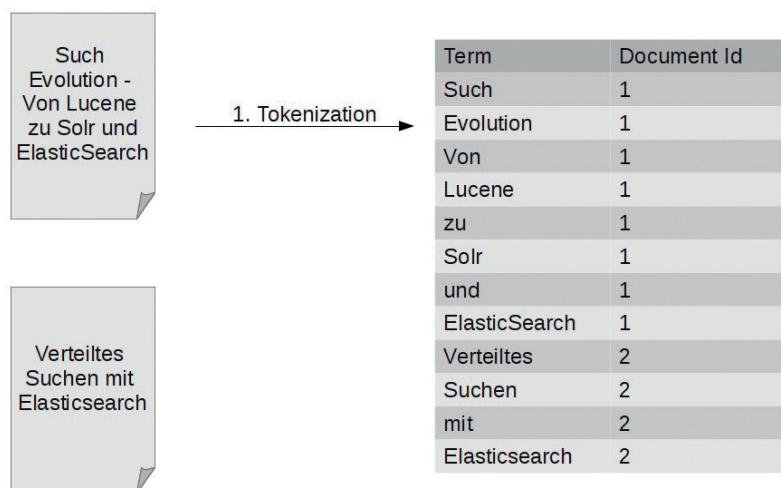 Such
Evolution -
Von Lucene
zu Solr und
ElasticSearch
1. Tokenization
Verteiltes
Suchen mit
Elasticsearch
Term Document Id
Such 1
Evolution 1
Von 1
Lucene 1
zu 1
Solr 1
und 1
ElasticSearch 1
Verteiltes 2
Suchen 2
mit 2
Elasticsearch 2